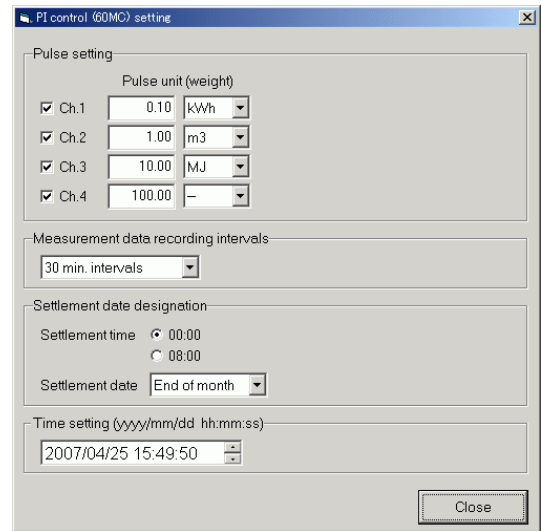 PI control (60MC) setting
Pulse setting
Pulse unit (weight)
Ch.1 0.10 kWh
Ch.2 1.00 m3
Ch.3 10.00 MJ
Ch.4 100.00 –
Measurement data recording intervals
30 min. intervals
Settlement date designation
Settlement time 00:00
08:00
Settlement date End of month
Time setting (yyyy/mm/dd hh:mm:ss)
2007/04/25 15:49:50
Close